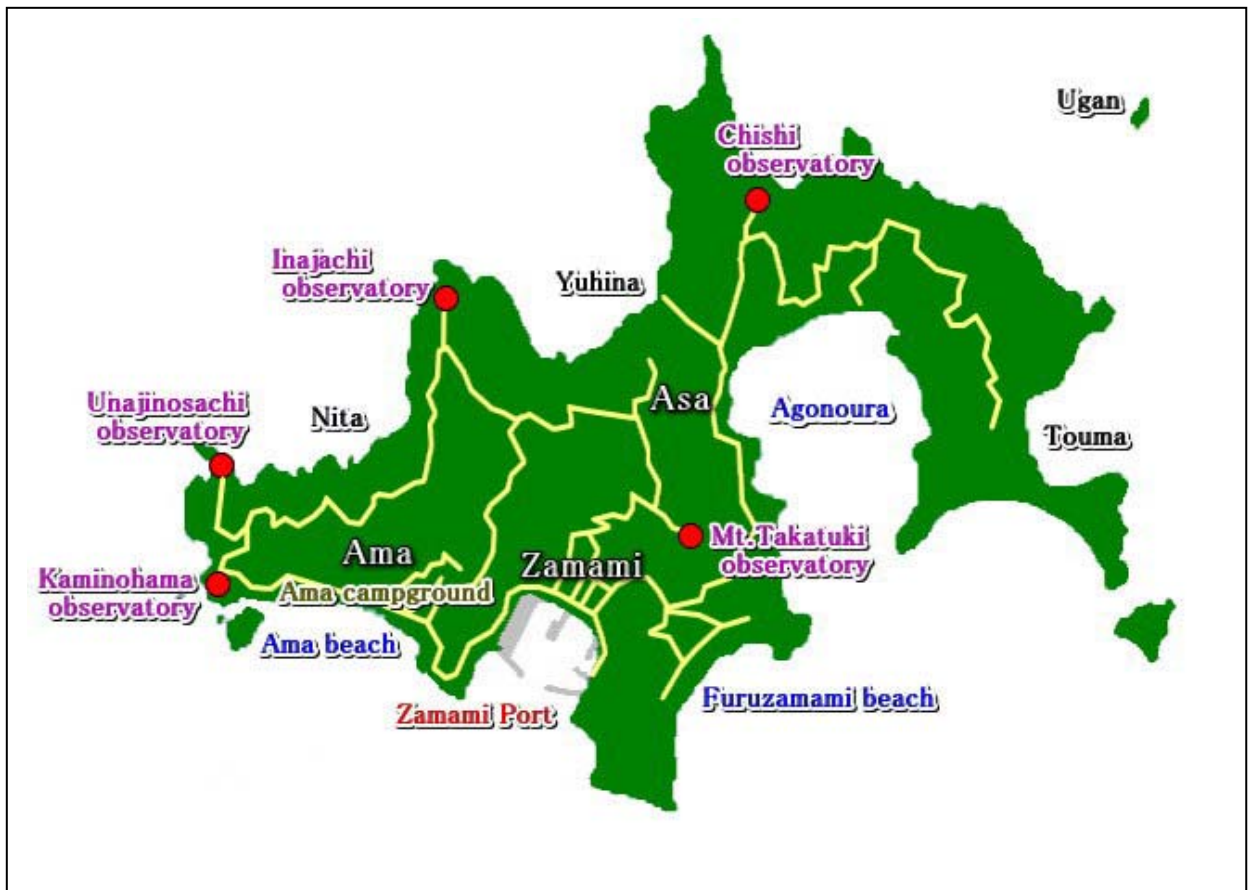 Ugan
Chishi
observatory
Inajachi
observatory
Yuhina
Unajinosachi
observatory
Nita
Asa
Agonoura
Touma
Ama
Zamami
Mt.Takatuki
observatory
Kaminohama
observatory
Ama campground
Ama beach
Zamami Port
Furuzamami beach